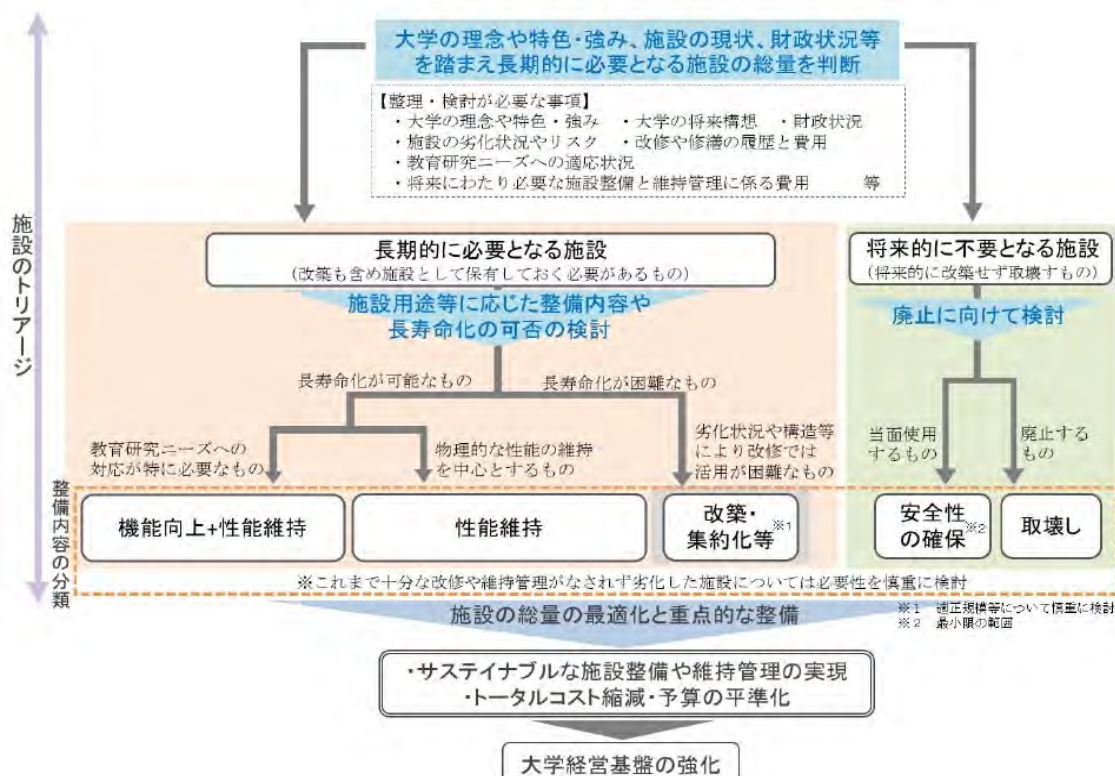 大学の理念や特色・強み、施設の現状、財政状況等
を踏まえ長期的に必要となる施設の総量を判断
【整理・検討が必要な事項】
・大学の理念や特色・強み ・大学の将来構想 ・財政状況
・施設の劣化状況やリスク ・改修や修繕の履歴と費用
・教育研究ニーズへの適応状況
・将来にわたり必要な施設整備と維持管理に係る費用 等
施設のトリアージ
長期的に必要となる施設
(改築も含め施設として保有しておく必要があるもの)
施設用途等に応じた整備内容や
長寿命化の可否の検討
将来的に不要となる施設
(将来的に改築せず取壊すもの)
廃止に向けて検討
長寿命化が可能なもの
長寿命化が困難なもの
教育研究ニーズへの
対応が特に必要なもの
物理的な性能の維持
を中心とするもの
劣化状況や構造等
により改修では
活用が困難なもの
当面使用
するもの
廃止する
もの
整備内容の分類
機能向上+性能維持
性能維持
改築・
集約化等※1
安全性
の確保※2
取壊し
※これまで十分な改修や維持管理がなされず劣化した施設については必要性を慎重に検討
施設の総量の最適化と重点的な整備
※1 適正規模等について慎重に検討
※2 最小限の範囲
・サステイナブルな施設整備や維持管理の実現
・トータルコスト縮減・予算の平準化
大学経営基盤の強化